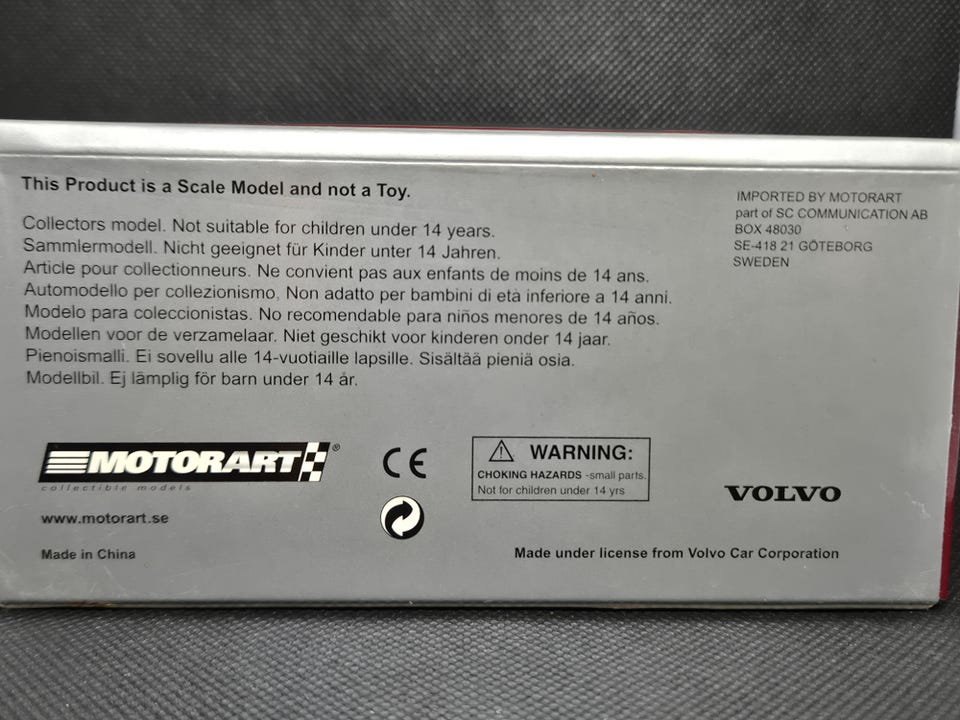 This Product is a Scale Model and not a Toy.
Collectors model. Not suitable for children under 14 years.
Sammlermodell. Nicht geeignet für Kinder unter 14 Jahren.
Article pour collectionneurs. Ne convient pas aux enfants de moins de 14 ans.
Automodello per collezionismo, Non adatto per bambini di età inferiore a 14 anni.
Modelo para coleccionistas. No recomendable para niños menores de 14 años.
Modellen voor de verzamelaar. Niet geschikt voor kinderen onder 14 jaar.
Pienoismalli. Ei sovellu alle 14-vuotiaille lapsille. Sisältää pieniä osia.
Modellbil. Ej lämplig för barn under 14 år.
IMPORTED BY MOTORART
part of SC COMMUNICATION AB
BOX 48030
SE-418 21 GÖTEBORG
SWEDEN
MOTORART®
collectible models
www.motorart.se
Made in China
CE
WARNING:
CHOKING HAZARDS -small parts.
Not for children under 14 yrs
VOLVO
Made under license from Volvo Car Corporation